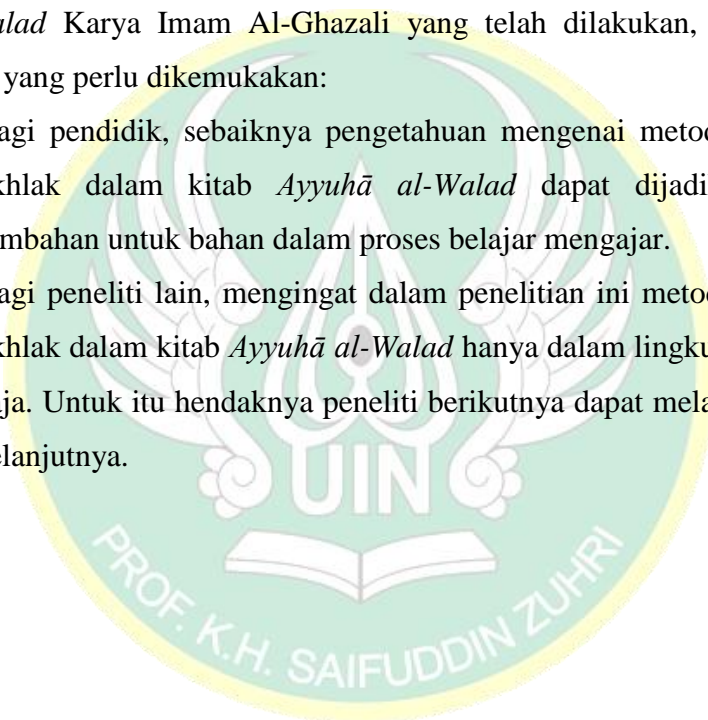 alad Karya Imam Al-Ghazali yang telah dilakukan,
yang perlu dikemukakan:
agi pendidik, sebaiknya pengetahuan mengenai metod
khlak dalam kitab Ayyuhā al-Walad dapat dijadi
mbahan untuk bahan dalam proses belajar mengajar.
agi peneliti lain, mengingat dalam penelitian ini metod
khlak dalam kitab Ayyuhā al-Walad hanya dalam lingku
ja. Untuk itu hendaknya peneliti berikutnya dapat mela
elanjutnya.
UIN
PROF. K.H. SAIFUDDIN ZUHRI